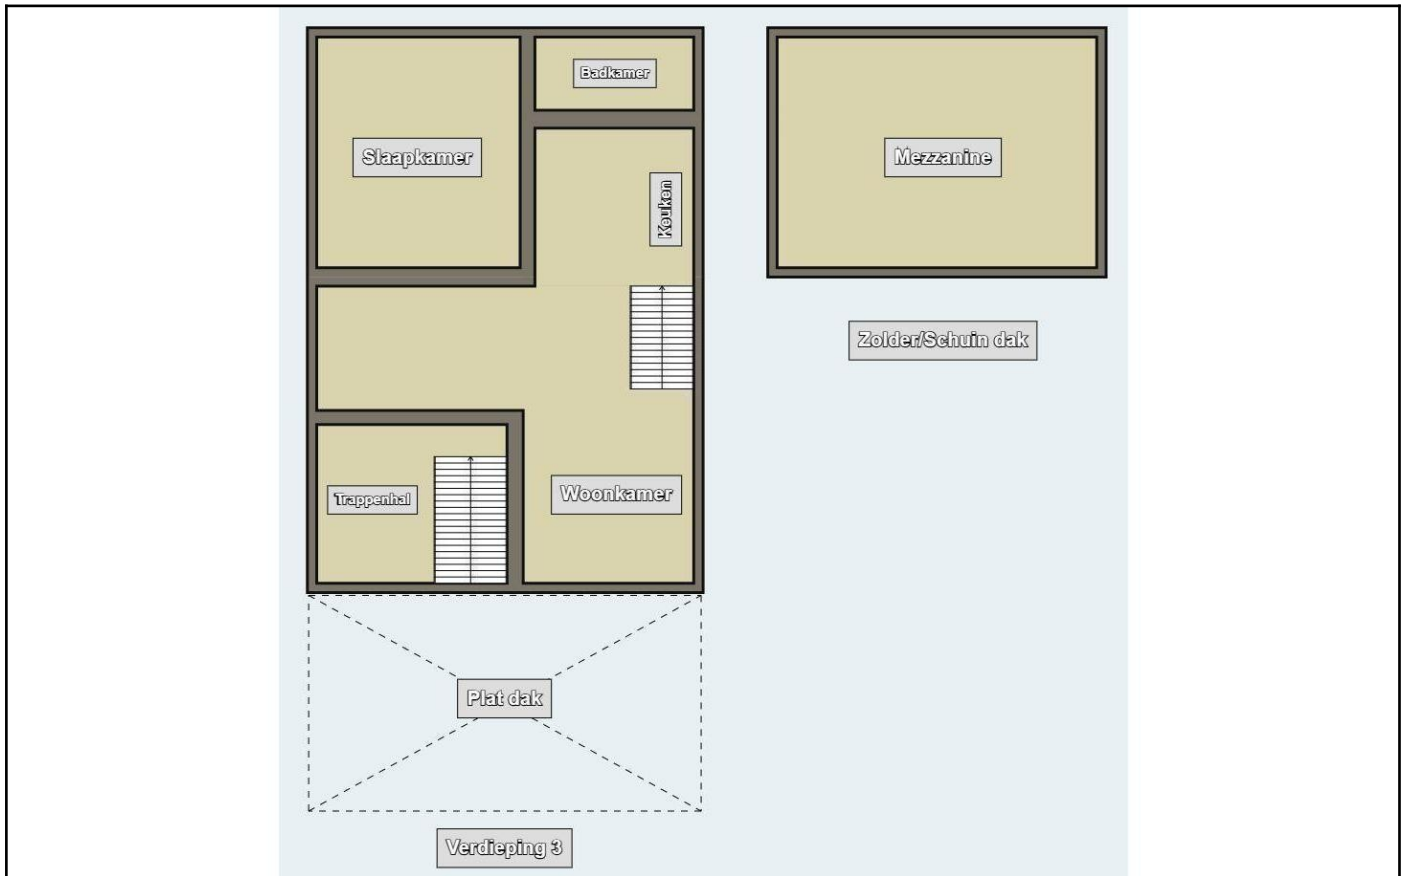 Badkamer
Slaapkamer
Mezzanine
Keuken
Zolder/Schuin dak
Trappenhal
Woonkamer
Plat dak
Verdieping 3